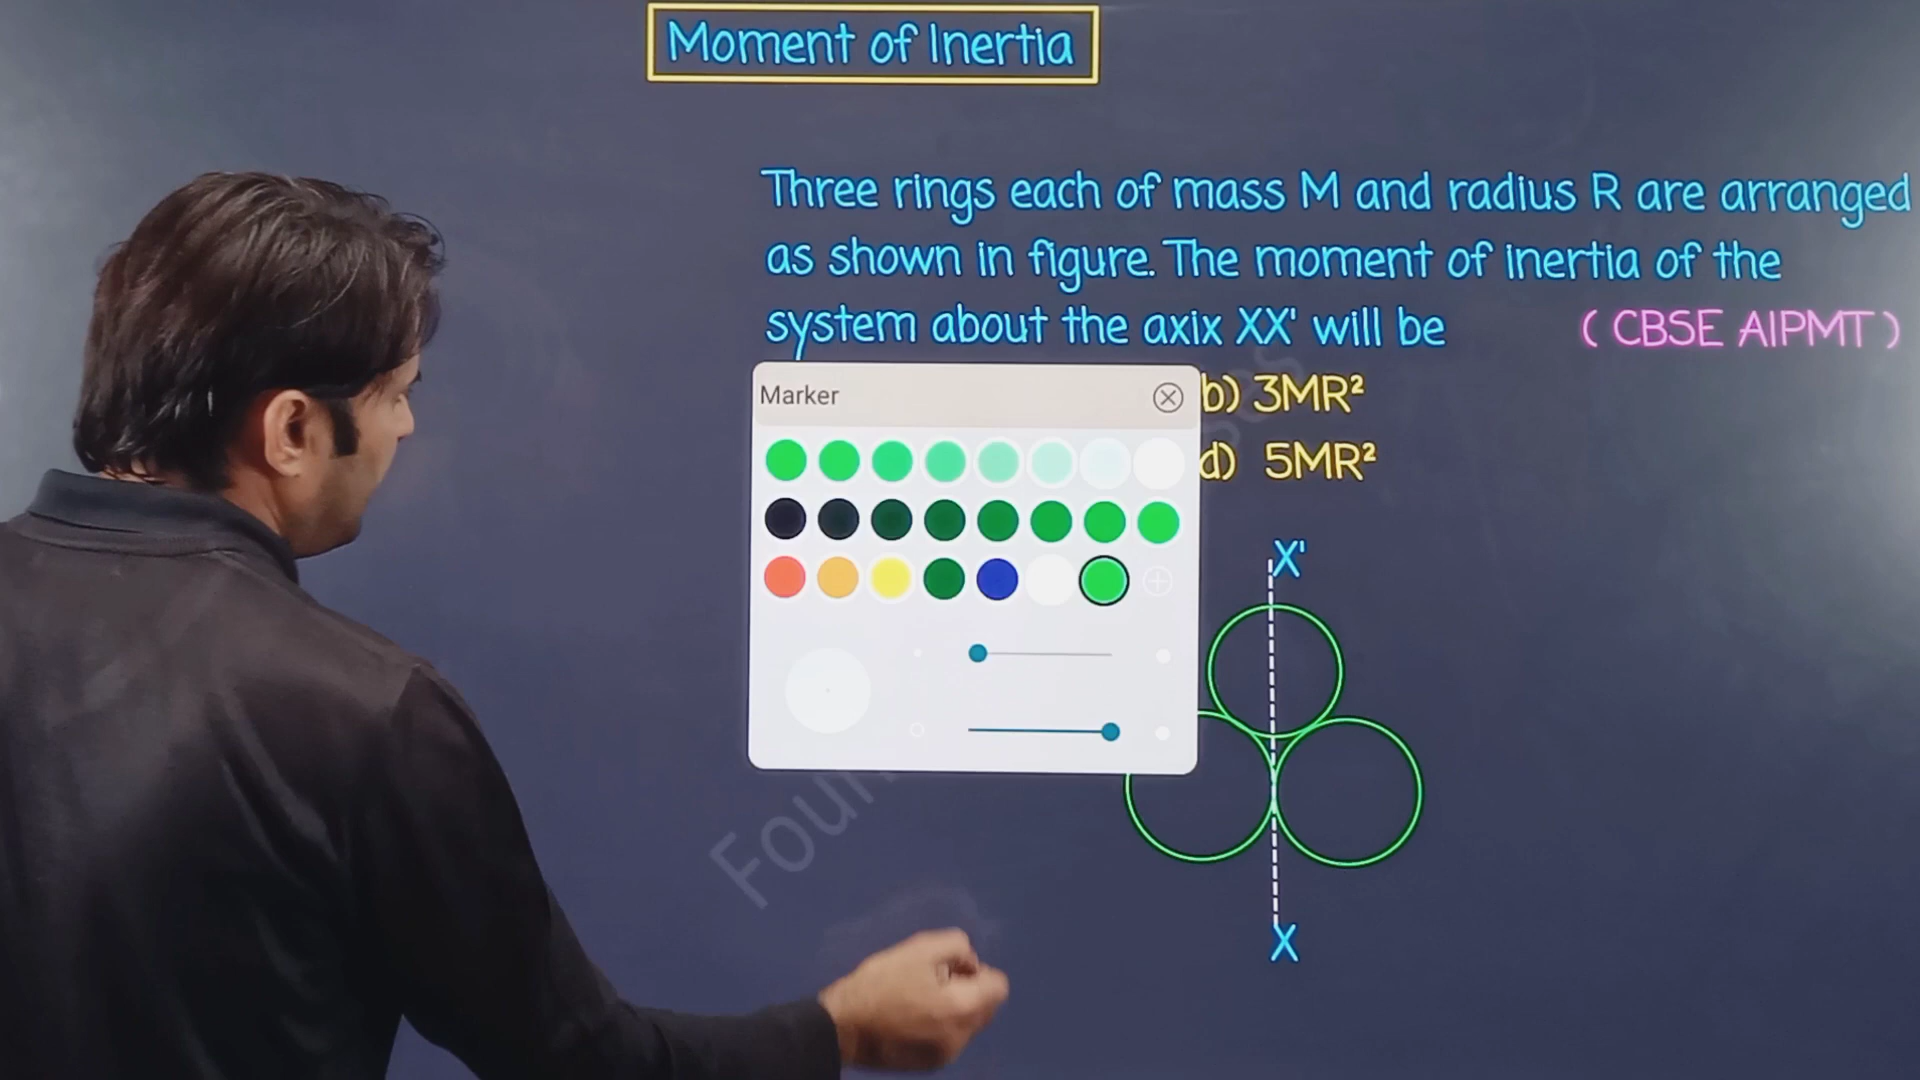 Moment of Inertia
Three rings each of mass M and radius R are arranged
as shown in figure. The moment of inertia of the
system about the axix XX' will be ( CBSE AIPMT )
Marker
b) 3MR²
d) 5MR²
X'
X